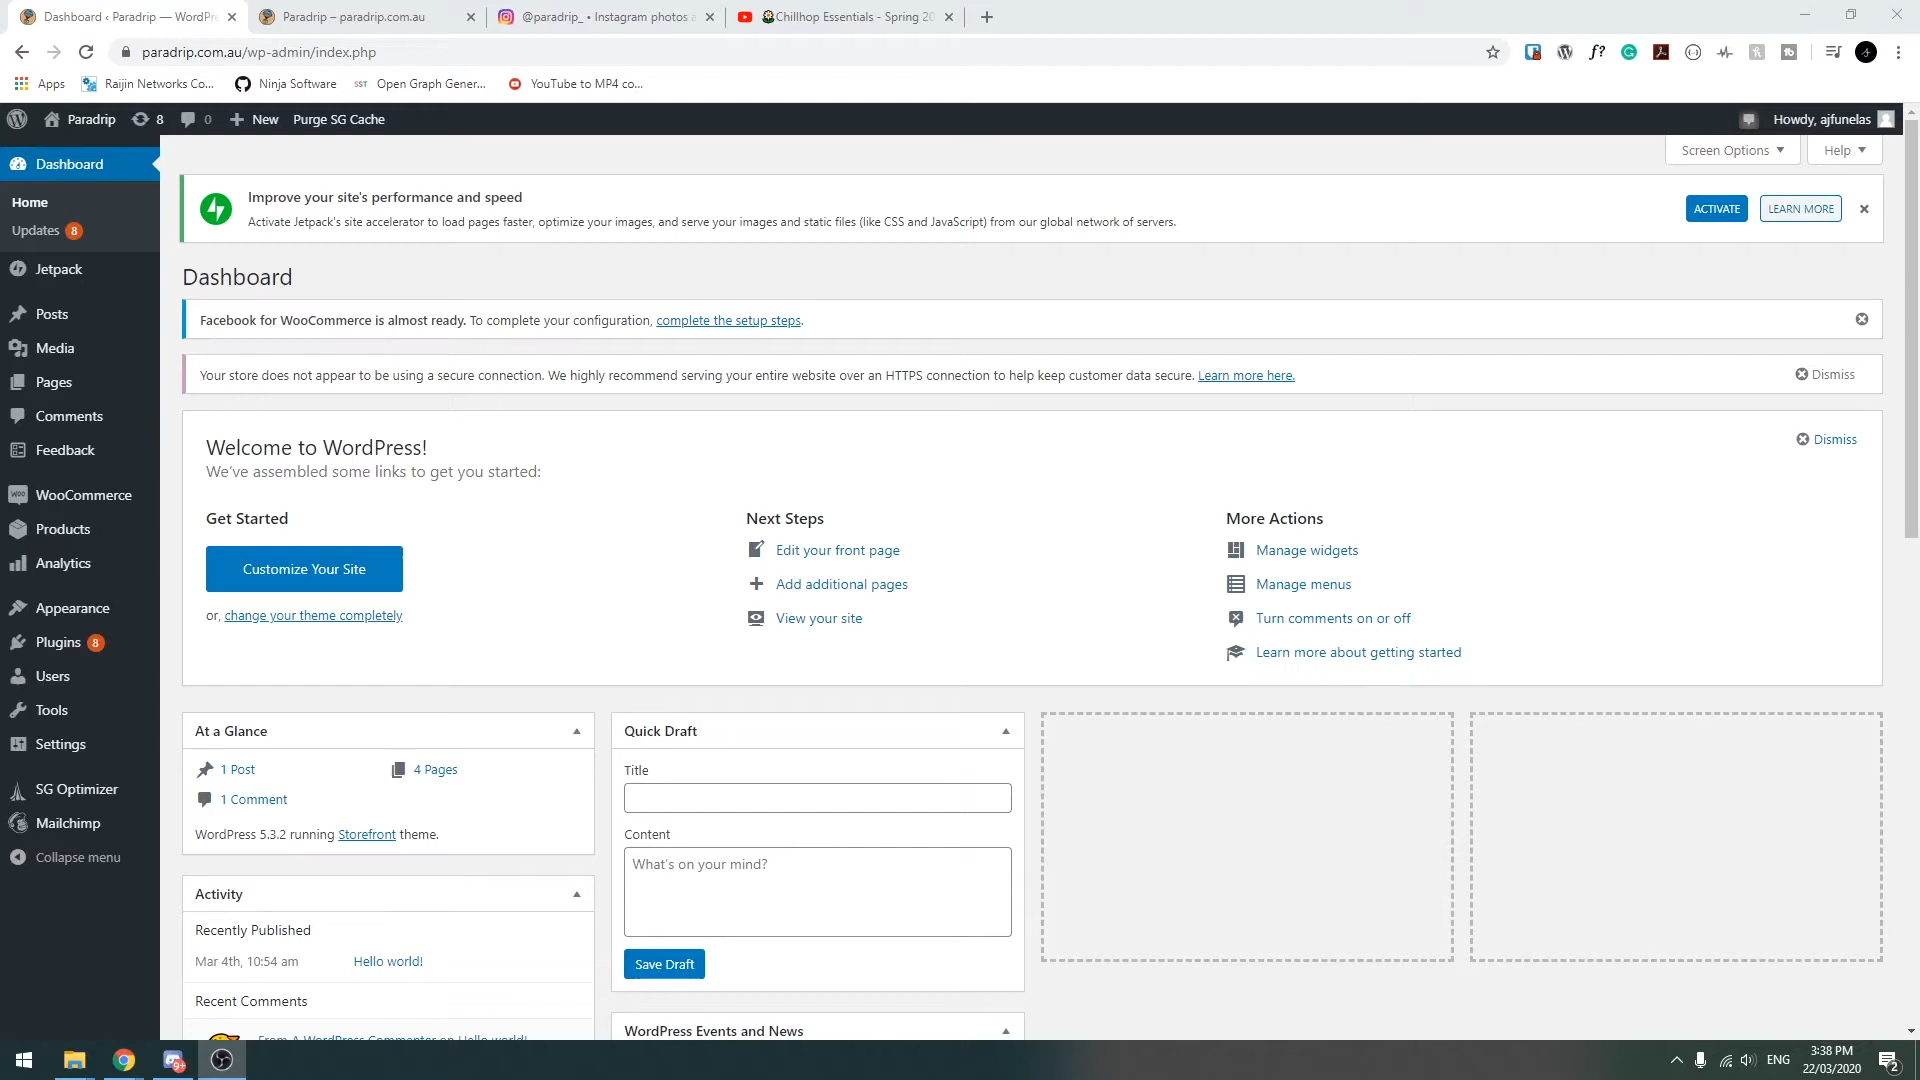 Dashboard ‹ Paradrip — WordPre
Paradrip – paradrip.com.au
@paradrip_ • Instagram photos a
Chillhop Essentials - Spring 20
paradrip.com.au/wp-admin/index.php
Apps
Raijin Networks Co...
Ninja Software
SST
Open Graph Gener...
YouTube to MP4 co...
Paradrip
8
0
New
Purge SG Cache
Howdy, ajfunelas
Dashboard
Home
Updates 8
Jetpack
Posts
Media
Pages
Comments
Feedback
WooCommerce
Products
Analytics
Appearance
Plugins 8
Users
Tools
Settings
SG Optimizer
Mailchimp
Collapse menu
Screen Options
Help
Improve your site's performance and speed
Activate Jetpack's site accelerator to load pages faster, optimize your images, and serve your images and static files (like CSS and JavaScript) from our global network of servers.
ACTIVATE
LEARN MORE
Dashboard
Facebook for WooCommerce is almost ready. To complete your configuration, complete the setup steps.
Your store does not appear to be using a secure connection. We highly recommend serving your entire website over an HTTPS connection to help keep customer data secure. Learn more here.
Dismiss
Welcome to WordPress!
Dismiss
We've assembled some links to get you started:
Get Started
Customize Your Site
or, change your theme completely
Next Steps
Edit your front page
Add additional pages
View your site
More Actions
Manage widgets
Manage menus
Turn comments on or off
Learn more about getting started
At a Glance
1 Post
4 Pages
1 Comment
WordPress 5.3.2 running Storefront theme.
Activity
Recently Published
Mar 4th, 10:54 am
Hello world!
Recent Comments
From A WordPress Commenter on Hello world!
Quick Draft
Title
Content
What's on your mind?
Save Draft
WordPress Events and News
9+
ENG
3:38 PM
22/03/2020
2